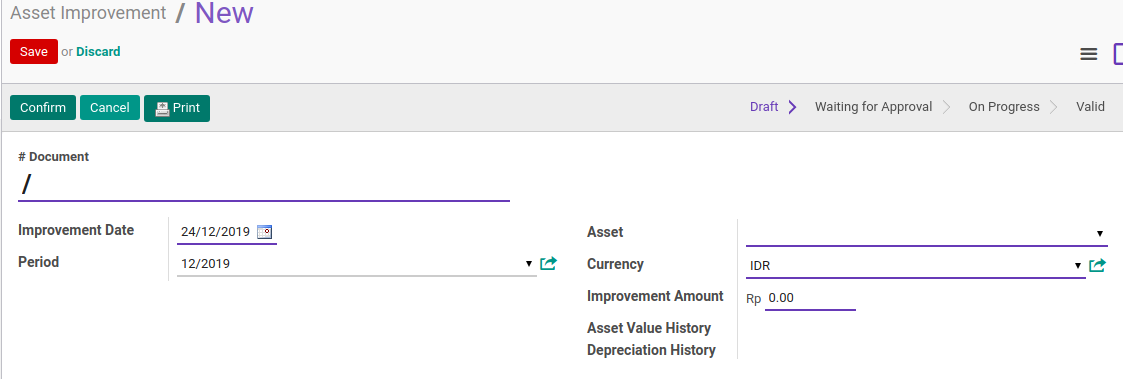 Asset Improvement / New
Save or Discard
Confirm Cancel Print
Draft Waiting for Approval On Progress Valid
# Document
/
Improvement Date 24/12/2019
Period 12/2019
Asset
Currency IDR
Improvement Amount Rp 0.00
Asset Value History
Depreciation History